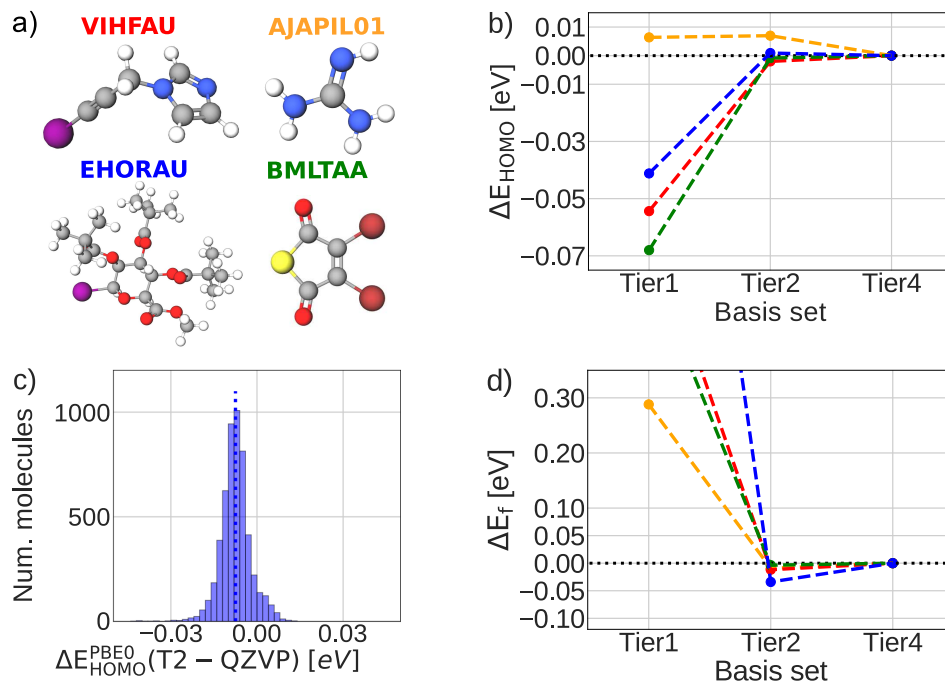 a)
VIHFAU
AJAPIL01
EHORAU
BMLTAA
b)
0.01
0.00
−0.01
−0.03
−0.05
−0.07
ΔE_HOMO [eV]
Tier1 Tier2 Tier4
Basis set
c)
1000
500
0
Num. molecules
−0.03 0.00 0.03
ΔE^PBE0_HOMO(T2 − QZVP) [eV]
d)
0.30
0.20
0.10
0.05
0.00
−0.05
−0.10
ΔE_f [eV]
Tier1 Tier2 Tier4
Basis set